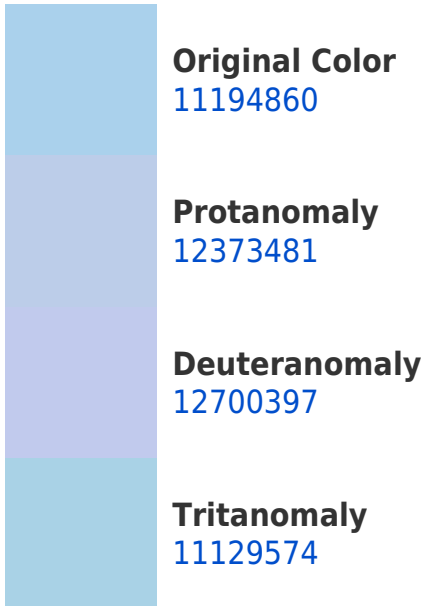 Original Color
11194860
Protanomaly
12373481
Deuteranomaly
12700397
Tritanomaly
11129574